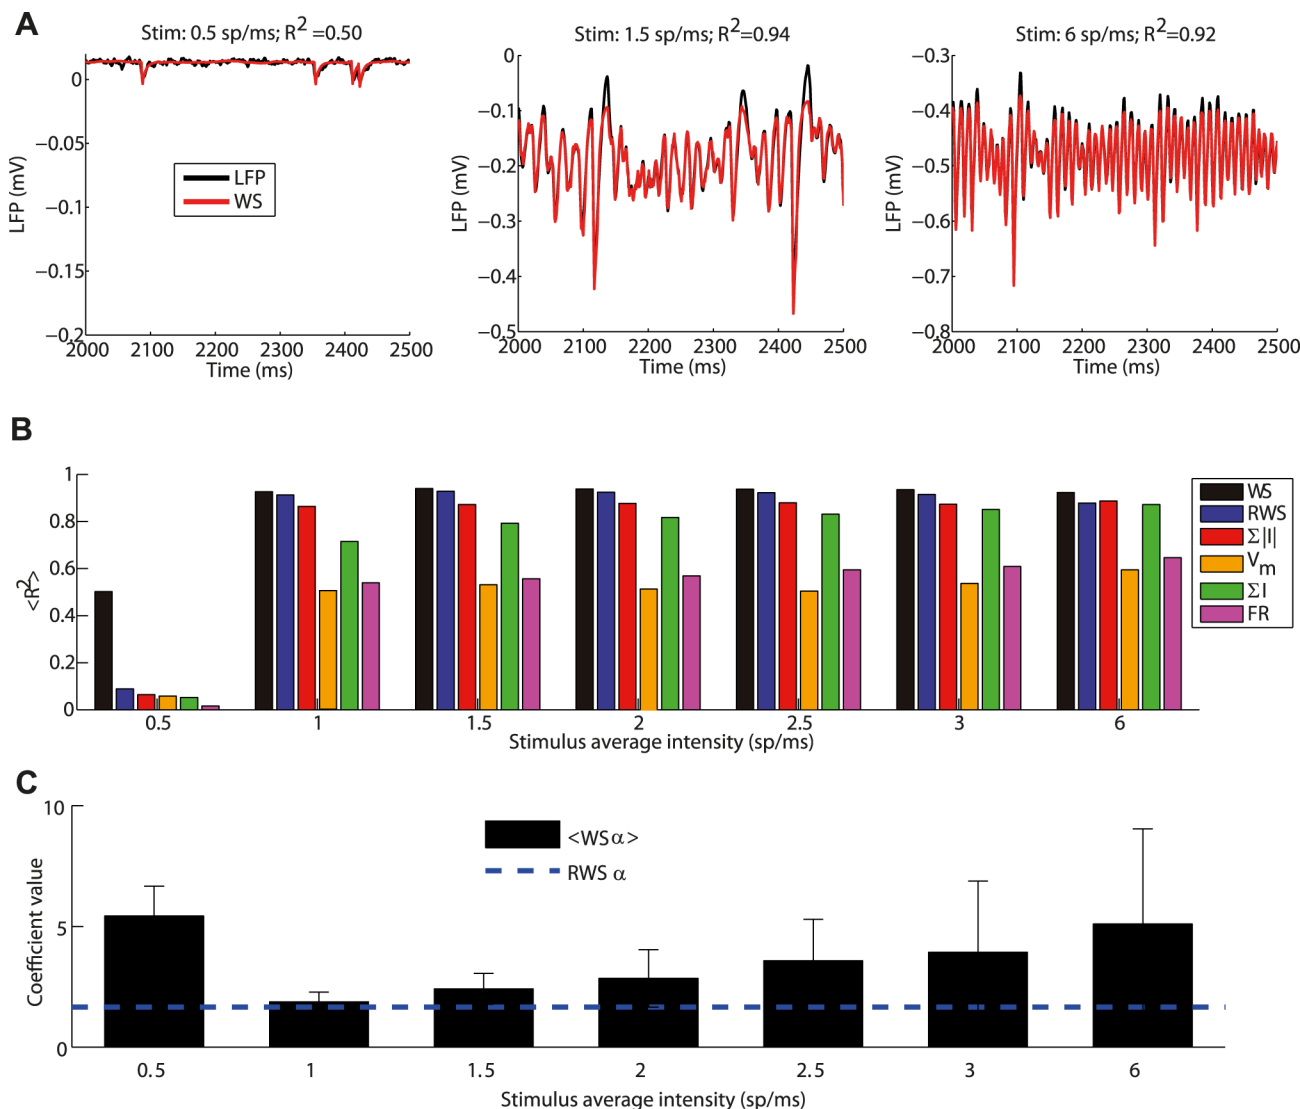 A
Stim: 0.5 sp/ms; R²=0.50
Stim: 1.5 sp/ms; R²=0.94
Stim: 6 sp/ms; R²=0.92
0
−0.05
−0.1
−0.15
−0.2
LFP (mV)
LFP
WS
2000 2100 2200 2300 2400 2500
Time (ms)
0
−0.1
−0.2
−0.3
−0.4
−0.5
LFP (mV)
2000 2100 2200 2300 2400 2500
Time (ms)
−0.3
−0.4
−0.5
−0.6
−0.7
−0.8
LFP (mV)
2000 2100 2200 2300 2400 2500
Time (ms)
B
1
0.8
0.6
0.4
0.2
0
<R²>
WS
RWS
Σ|I|
Vm
ΣI
FR
0.5 1 1.5 2 2.5 3 6
Stimulus average intensity (sp/ms)
C
10
5
0
Coefficient value
<WS α>
RWS α
0.5 1 1.5 2 2.5 3 6
Stimulus average intensity (sp/ms)